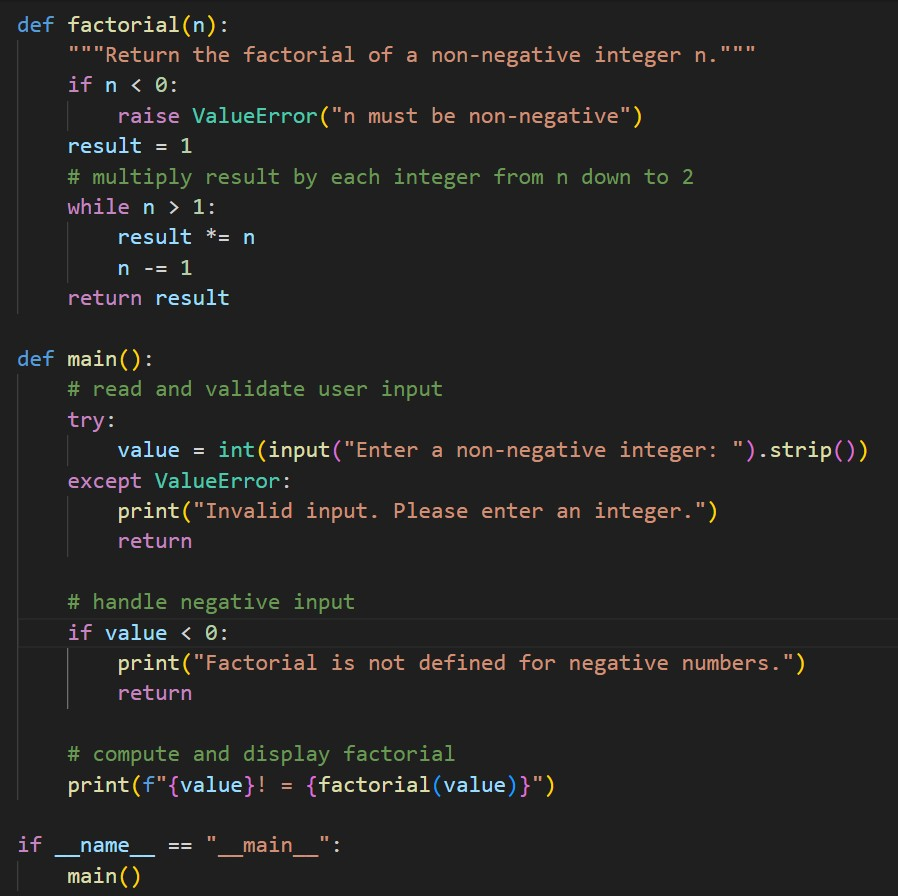 def factorial(n):
    """Return the factorial of a non-negative integer n."""
    if n < 0:
        raise ValueError("n must be non-negative")
    result = 1
    # multiply result by each integer from n down to 2
    while n > 1:
        result *= n
        n -= 1
    return result

def main():
    # read and validate user input
    try:
        value = int(input("Enter a non-negative integer: ").strip())
    except ValueError:
        print("Invalid input. Please enter an integer.")
        return

    # handle negative input
    if value < 0:
        print("Factorial is not defined for negative numbers.")
        return

    # compute and display factorial
    print(f"{value}! = {factorial(value)}")

if __name__ == "__main__":
    main()